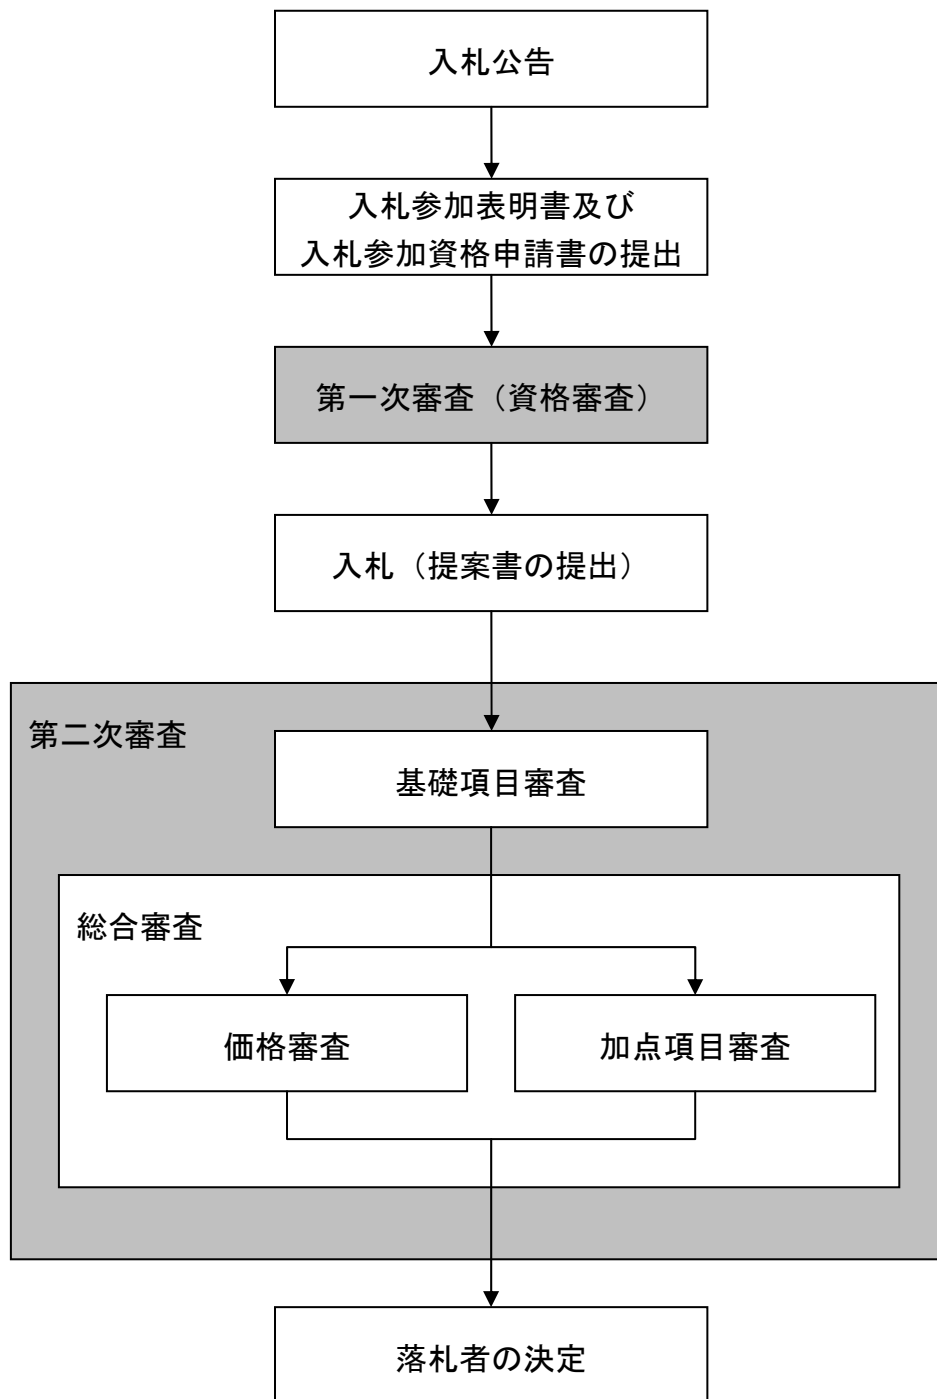 入札公告
入札参加表明書及び
入札参加資格申請書の提出
第一次審査（資格審査）
入札（提案書の提出）
第二次審査
基礎項目審査
総合審査
価格審査
加点項目審査
落札者の決定